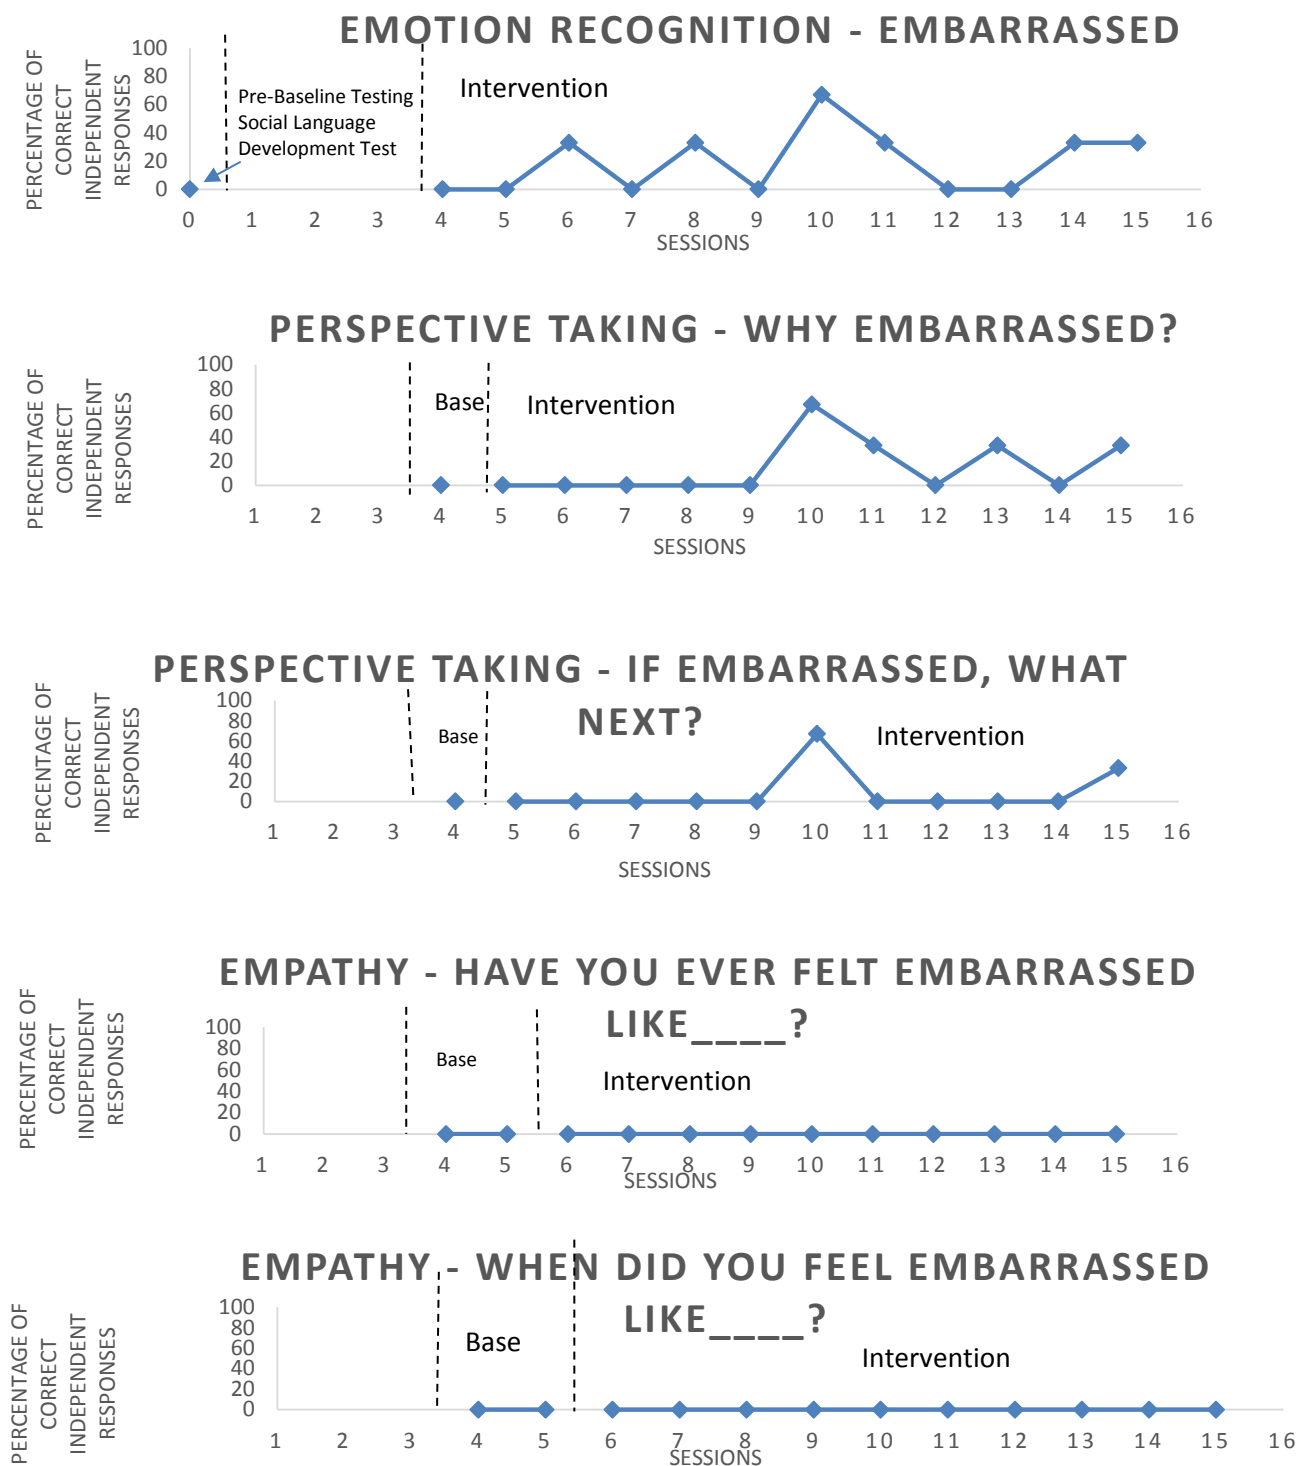 EMOTION RECOGNITION - EMBARRASSED
PERCENTAGE OF
CORRECT
INDEPENDENT
RESPONSES
100
80
60
40
20
0
Pre-Baseline Testing
Social Language
Development Test
Intervention
0 1 2 3 4 5 6 7 8 9 10 11 12 13 14 15 16
SESSIONS
PERSPECTIVE TAKING - WHY EMBARRASSED?
PERCENTAGE OF
CORRECT
INDEPENDENT
RESPONSES
100
80
60
40
20
0
Base
Intervention
1 2 3 4 5 6 7 8 9 10 11 12 13 14 15 16
SESSIONS
PERSPECTIVE TAKING - IF EMBARRASSED, WHAT
NEXT?
PERCENTAGE OF
CORRECT
INDEPENDENT
RESPONSES
100
80
60
40
20
0
Base
Intervention
1 2 3 4 5 6 7 8 9 10 11 12 13 14 15 16
SESSIONS
EMPATHY - HAVE YOU EVER FELT EMBARRASSED
LIKE____?
PERCENTAGE OF
CORRECT
INDEPENDENT
RESPONSES
100
80
60
40
20
0
Base
Intervention
1 2 3 4 5 6 7 8 9 10 11 12 13 14 15 16
SESSIONS
EMPATHY - WHEN DID YOU FEEL EMBARRASSED
LIKE____?
PERCENTAGE OF
CORRECT
INDEPENDENT
RESPONSES
100
80
60
40
20
0
Base
Intervention
1 2 3 4 5 6 7 8 9 10 11 12 13 14 15 16
SESSIONS